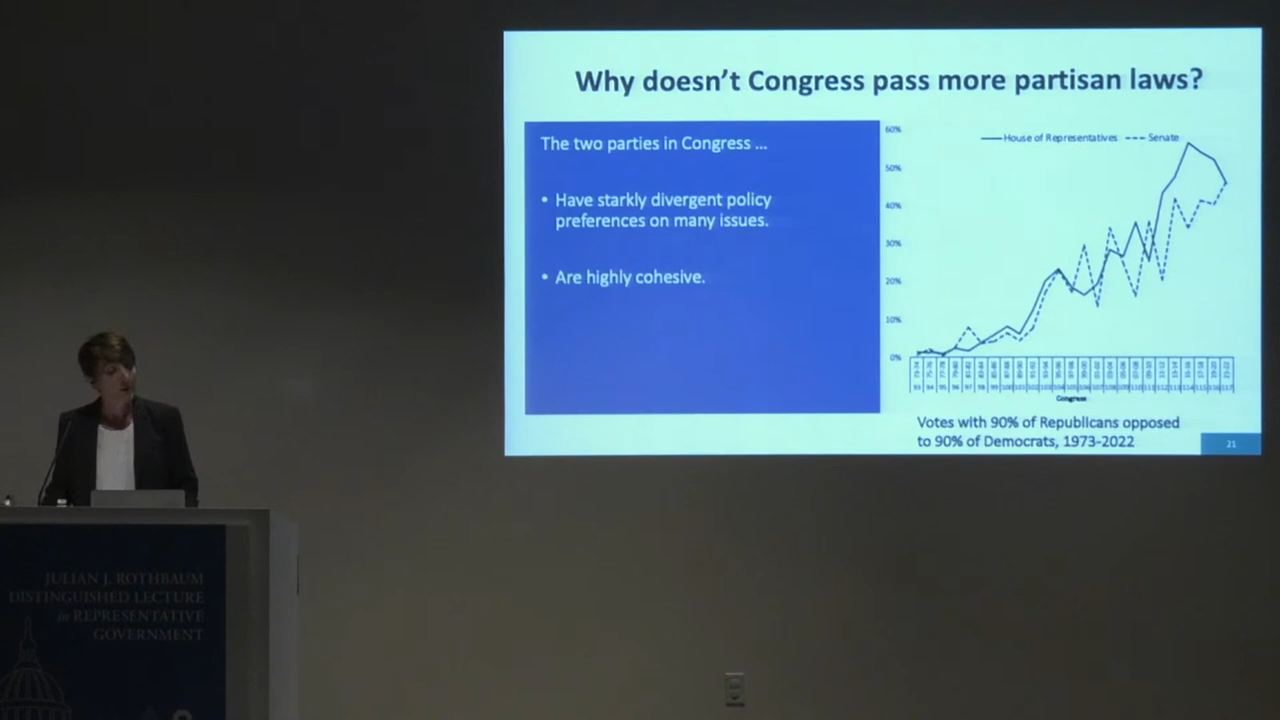 Why doesn't Congress pass more partisan laws?
The two parties in Congress ...
• Have starkly divergent policy
preferences on many issues.
• Are highly cohesive.
House of Representatives Senate
60%
50%
40%
30%
20%
10%
0%
Congress
Votes with 90% of Republicans opposed
to 90% of Democrats, 1973-2022
21
JULIAN J. ROTHBAUM
DISTINGUISHED LECTURE
in REPRESENTATIVE
GOVERNMENT